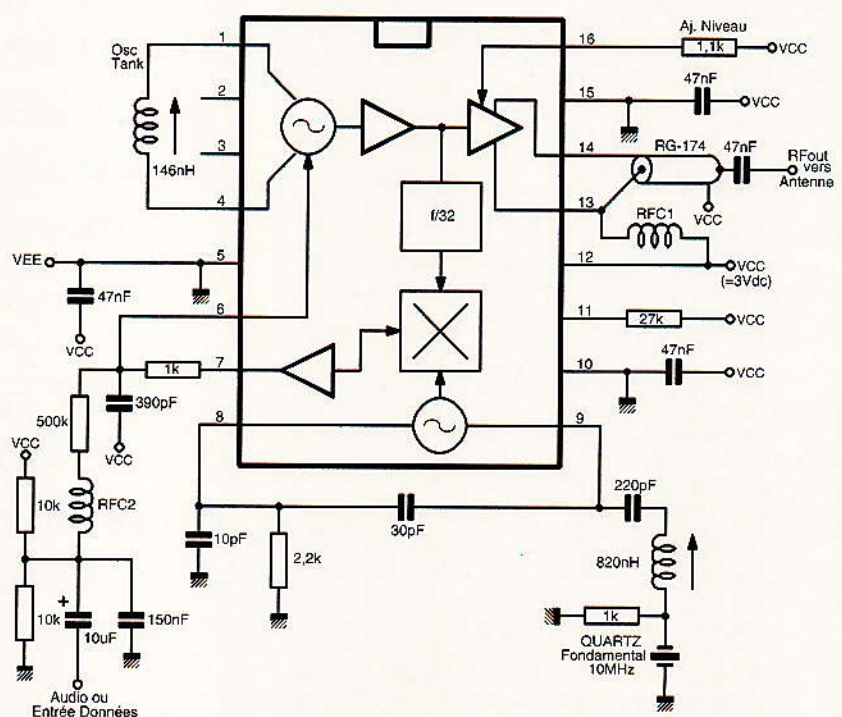 Aj. Niveau
Osc
Tank
1
16
1,1k
VCC
47nF
2
15
VCC
146nH
3
14
RG-174
47nF
RFout
vers
Antenne
4
13
VCC
RFC1
f/32
VEE
5
12
VCC
(=3Vdc)
47nF
6
11
27k
VCC
VCC
1k
7
10
47nF
VCC
390pF
500k
8
9
VCC
VCC
220pF
10k
RFC2
10pF
2,2k
30pF
820nH
10k
+
10uF
150nF
1k
QUARTZ
Fondamental
10MHz
Audio ou
Entrée Données